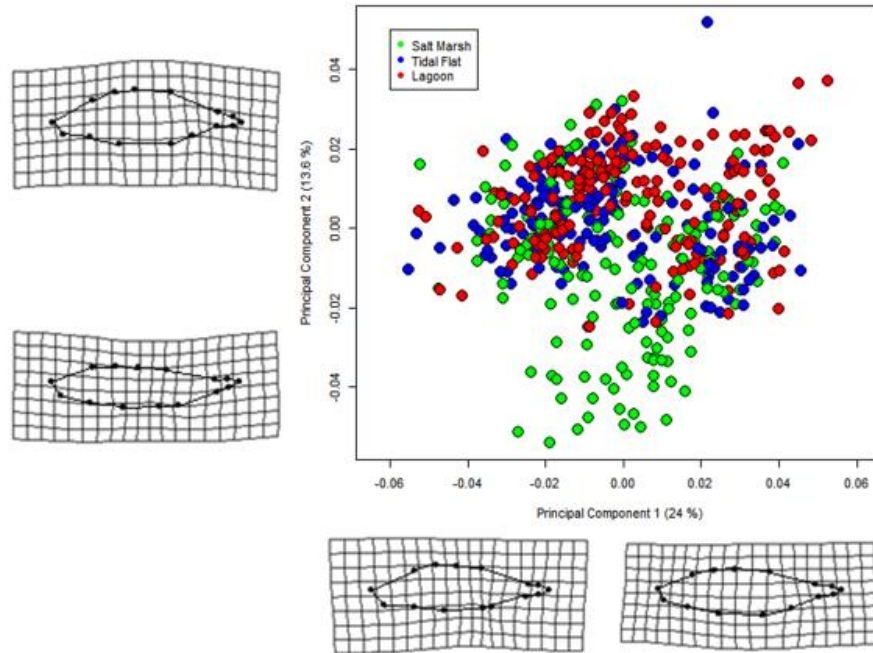 Salt Marsh
Tidal Flat
Lagoon
Principal Component 2 (13.6 %)
0.04
0.02
0.00
-0.02
-0.04
-0.06
-0.04
-0.02
0.00
0.02
0.04
0.06
Principal Component 1 (24 %)